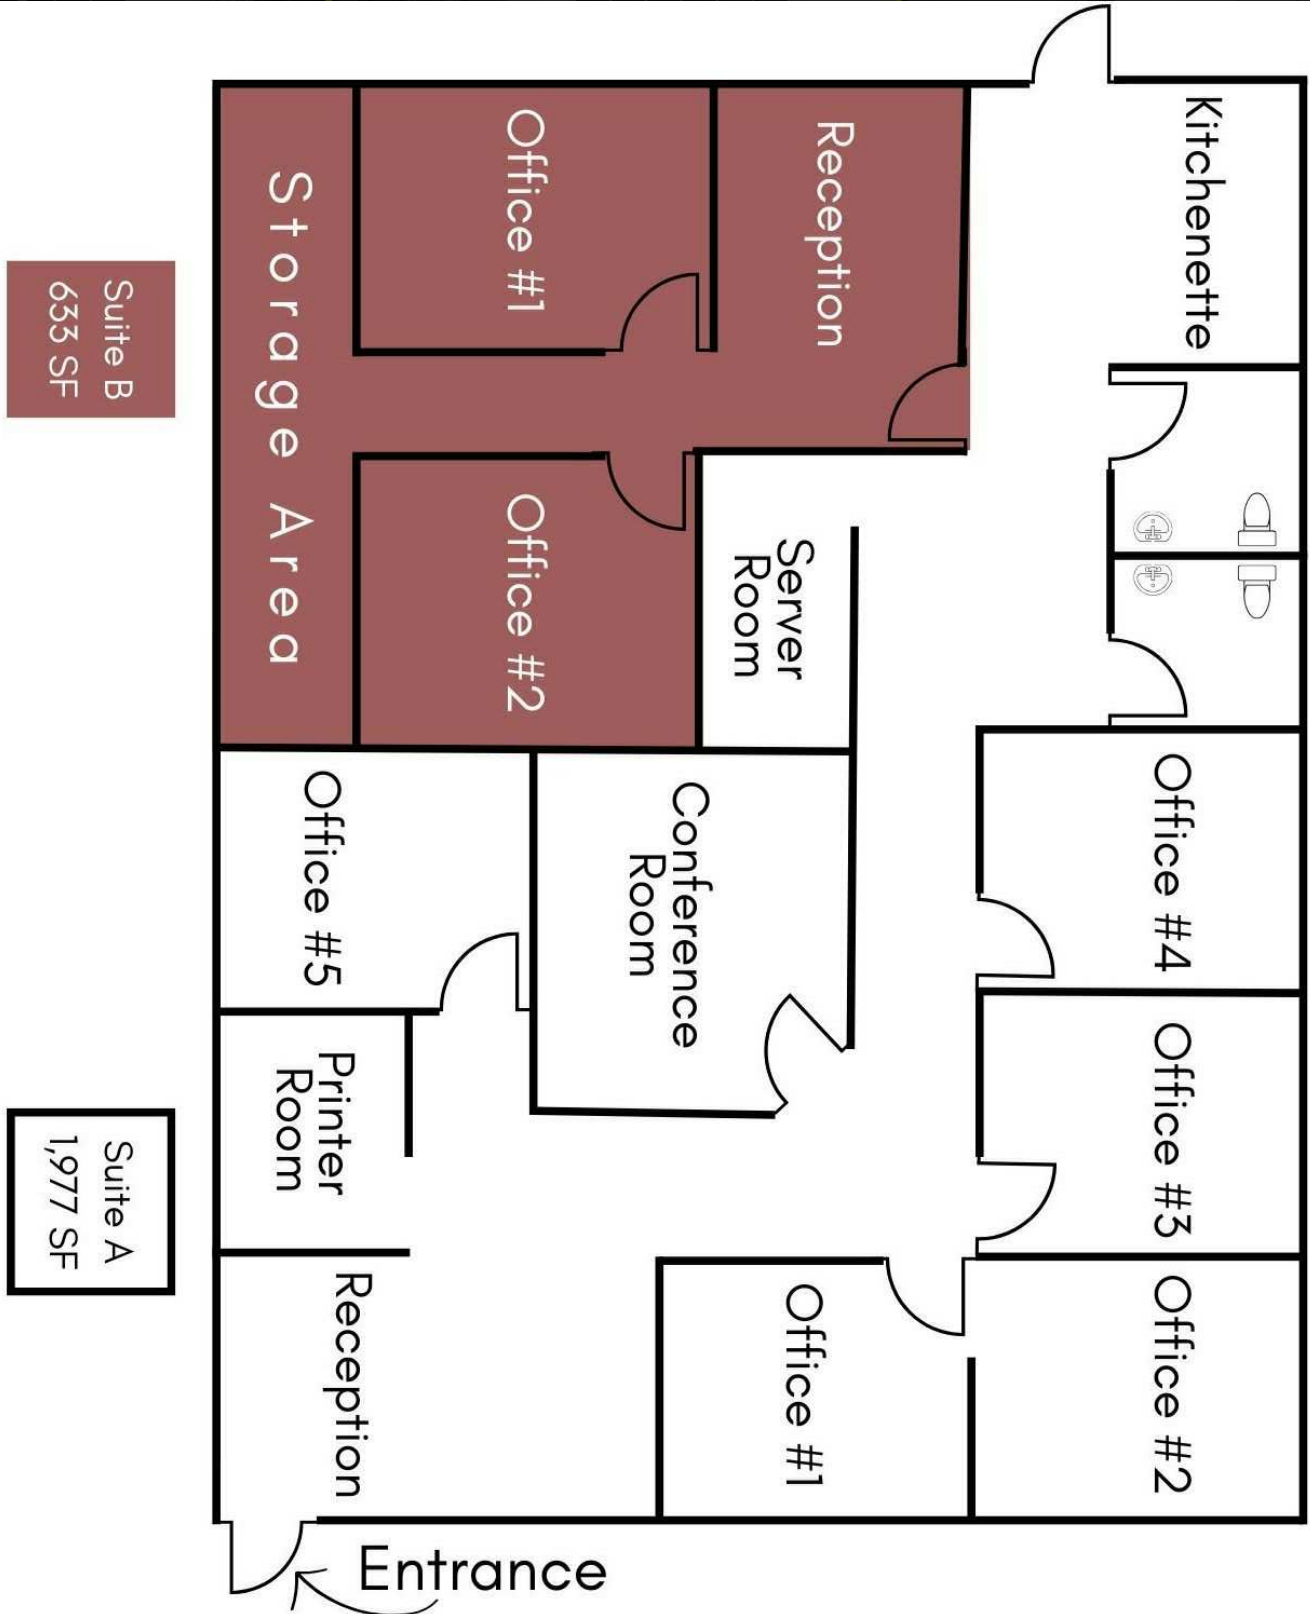 Kitchenette
Reception
Office #1
Storage Area
Suite B
633 SF
Server
Room
Office #2
Office #4
Conference
Room
Office #5
Office #3
Printer
Room
Suite A
1,977 SF
Office #2
Office #1
Reception
Entrance